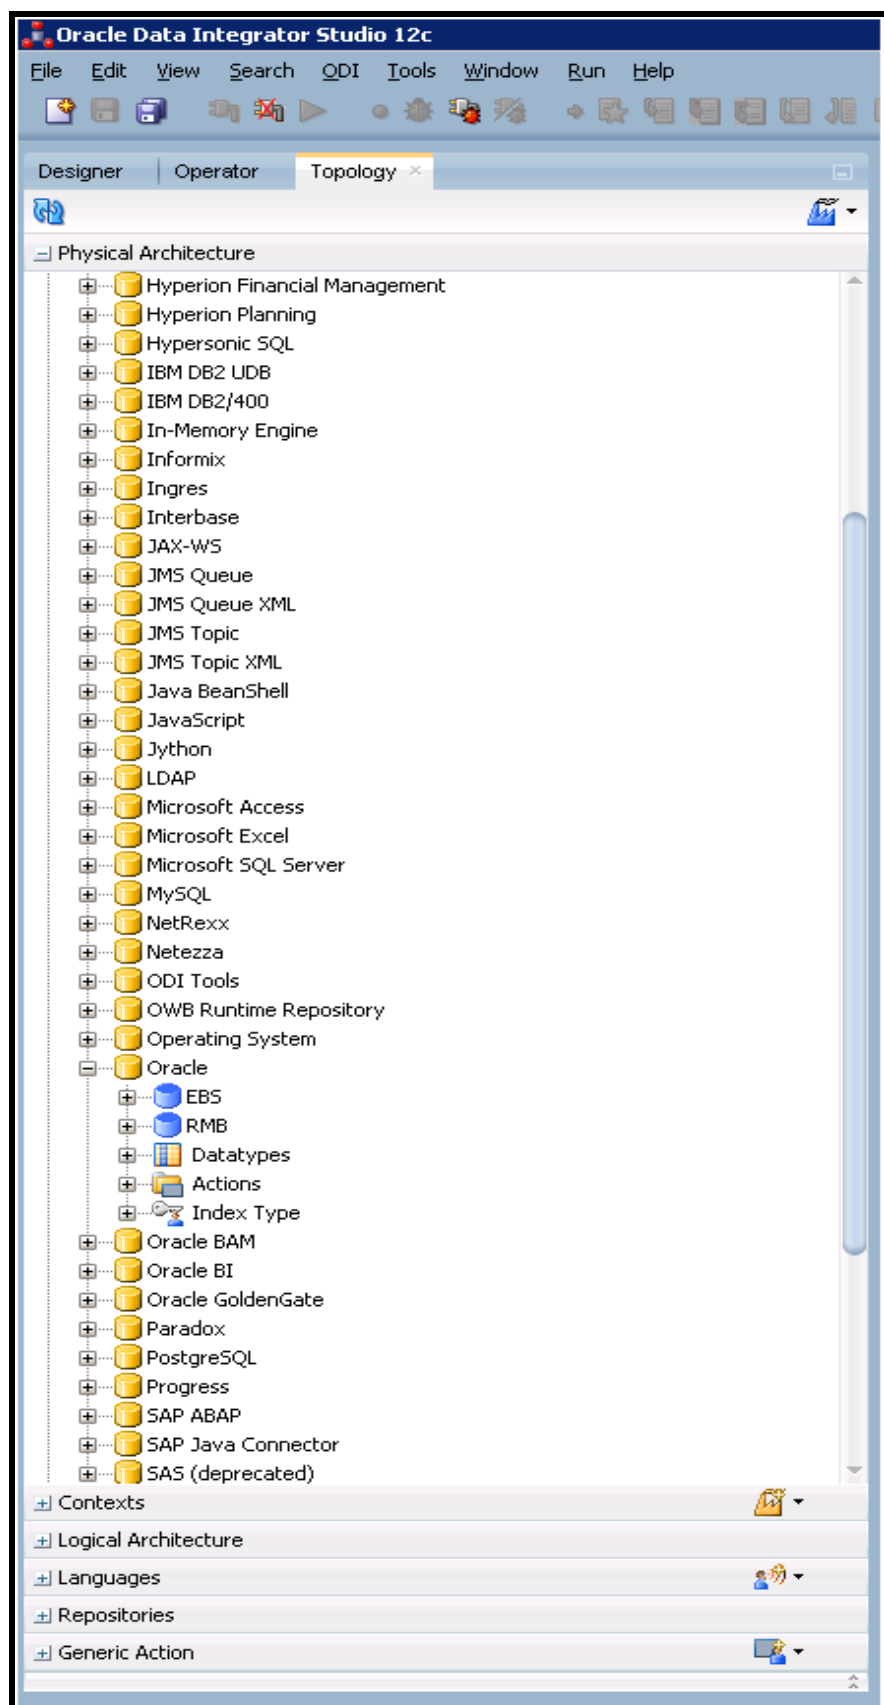 Oracle Data Integrator Studio 12c
File Edit View Search ODI Tools Window Run Help
Designer Operator Topology
Physical Architecture
Hyperion Financial Management
Hyperion Planning
Hypersonic SQL
IBM DB2 UDB
IBM DB2/400
In-Memory Engine
Informix
Ingres
Interbase
JAX-WS
JMS Queue
JMS Queue XML
JMS Topic
JMS Topic XML
Java BeanShell
JavaScript
Jython
LDAP
Microsoft Access
Microsoft Excel
Microsoft SQL Server
MySQL
NetRexx
Netezza
ODI Tools
OWB Runtime Repository
Operating System
Oracle
EBS
RMB
Datatypes
Actions
Index Type
Oracle BAM
Oracle BI
Oracle GoldenGate
Paradox
PostgreSQL
Progress
SAP ABAP
SAP Java Connector
SAS (deprecated)
Contexts
Logical Architecture
Languages
Repositories
Generic Action